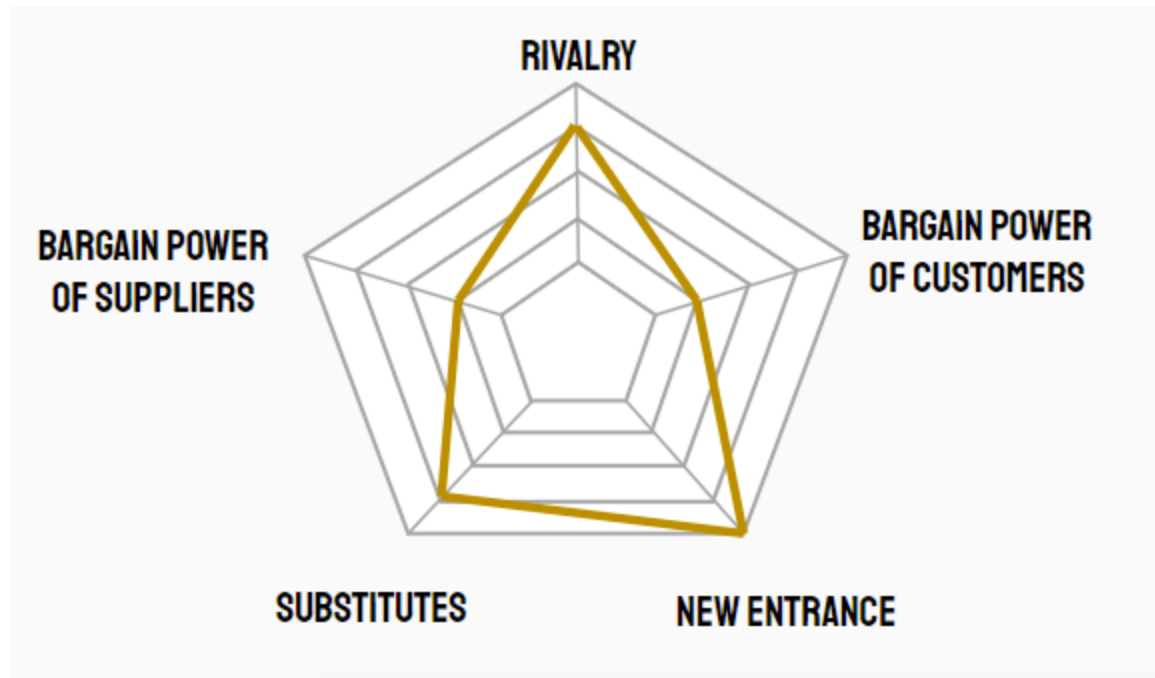 RIVALRY
BARGAIN POWER
OF CUSTOMERS
BARGAIN POWER
OF SUPPLIERS
SUBSTITUTES
NEW ENTRANCE